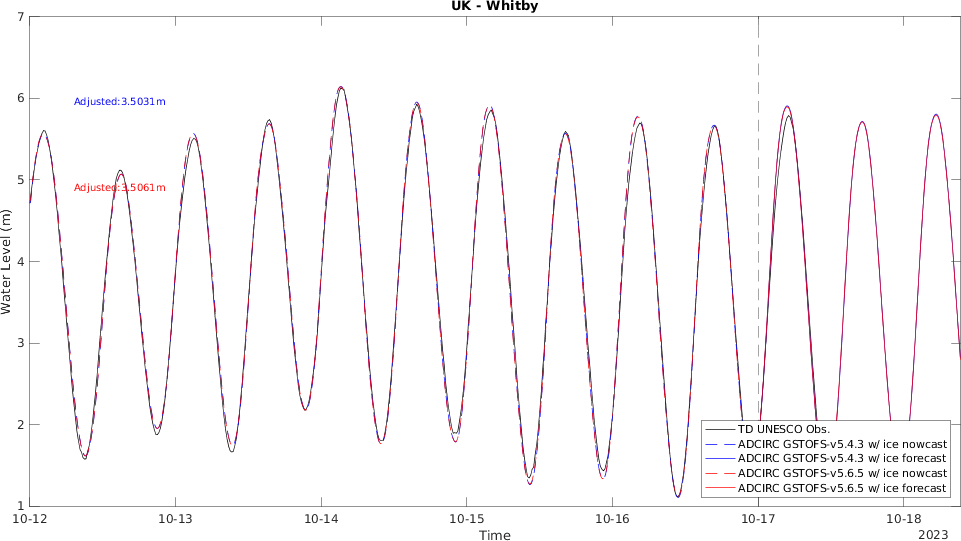 UK - Whitby
7
6
5
4
3
2
1
Water Level (m)
Adjusted:3.5031m
Adjusted:3.5061m
TD UNESCO Obs.
ADCIRC GSTOFS-v5.4.3 w/ ice nowcast
ADCIRC GSTOFS-v5.4.3 w/ ice forecast
ADCIRC GSTOFS-v5.6.5 w/ ice nowcast
ADCIRC GSTOFS-v5.6.5 w/ ice forecast
10-12 10-13 10-14 10-15 10-16 10-17 10-18
Time
2023